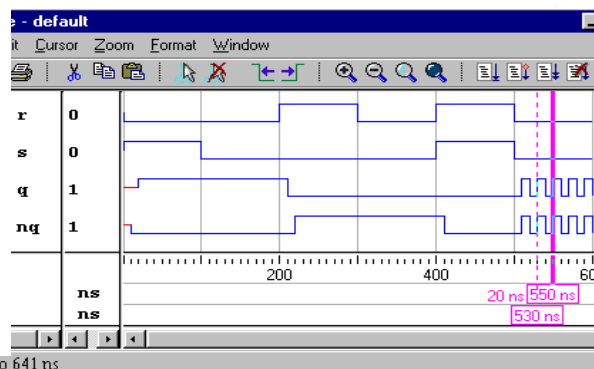 e - default
it Cursor Zoom Format Window
r 0
s 0
q 1
nq 1
200 400 60
ns 20 ns 550 ns
ns 530 ns
o 641 ns